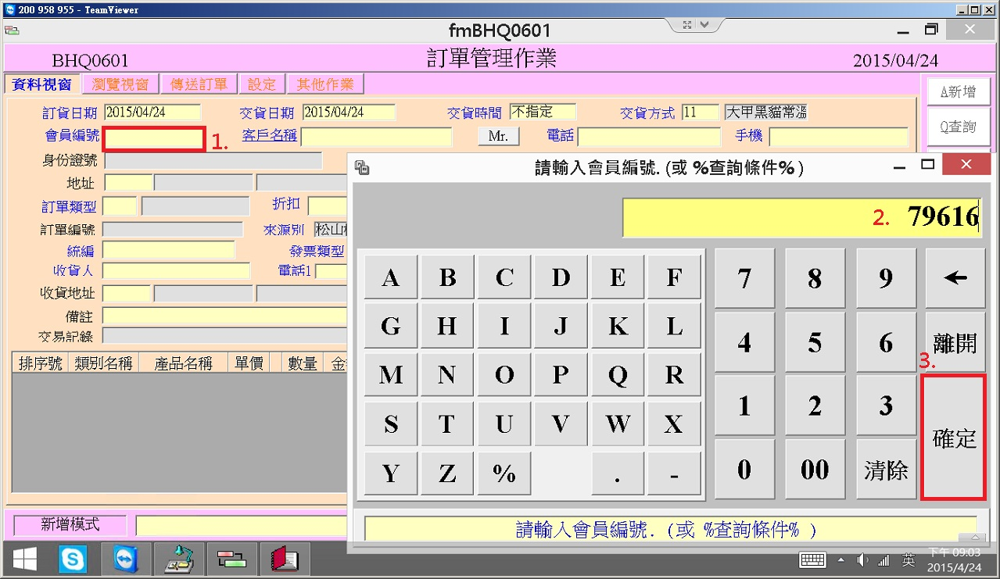 200 958 955 - TeamViewer
fmBHQ0601
BHQ0601 訂單管理作業 2015/04/24
資料視窗 瀏覽視窗 傳送訂單 設定 其他作業
A新增
Q查詢
訂貨日期 2015/04/24 交貨日期 2015/04/24 交貨時間 不指定 交貨方式 11 大甲黑貓常溫
會員編號 1. 客戶名稱 Mr. 電話 手機
身份證號
地址
訂單類型 折扣
訂單編號 來源別 松山
統編 發票類型
收貨人 電話1
收貨地址
備註
交易記錄
排序號 類別名稱 產品名稱 單價 數量
新增模式
請輸入會員編號.(或 %查詢條件%)
2. 79616
A B C D E F 7 8 9 ←
G H I J K L 4 5 6 離開
M N O P Q R 1 2 3 3. 確定
S T U V W X
Y Z % . - 0 00 清除
請輸入會員編號. (或 %查詢條件% )
英
下午 09:03
2015/4/24